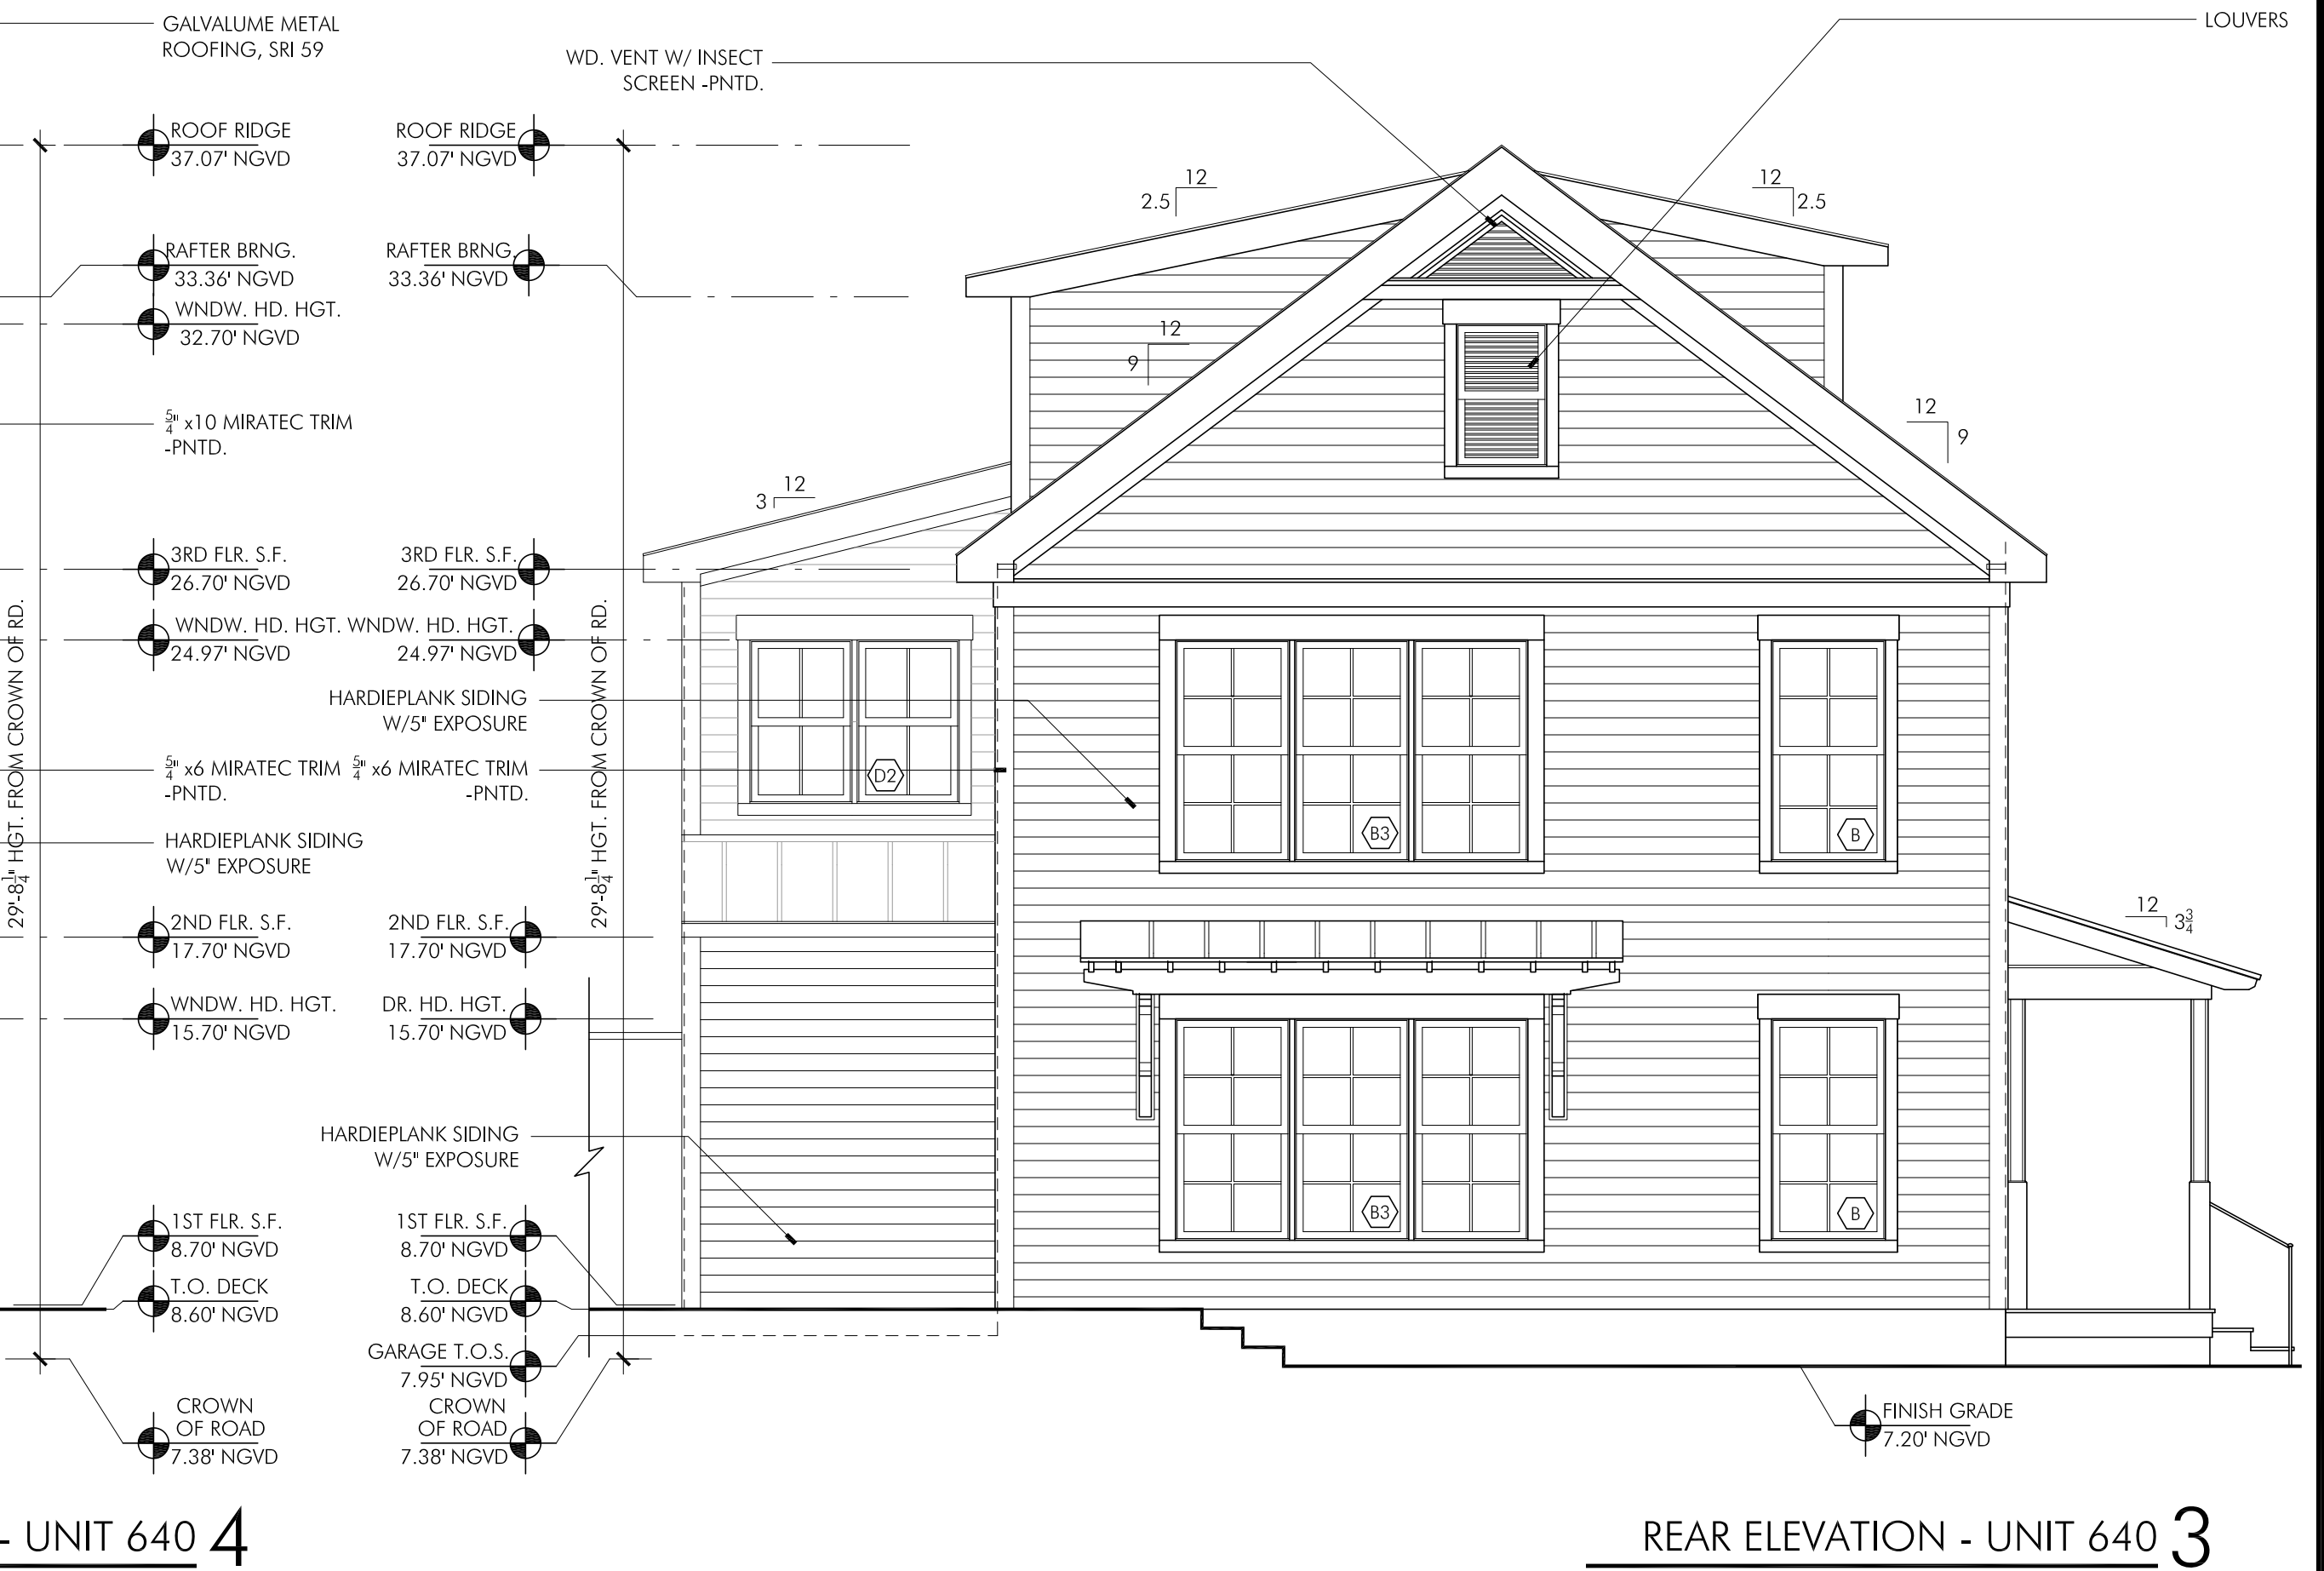 GALVALUME METAL
ROOFING, SRI 59
WD. VENT W/ INSECT
SCREEN -PNTD.
LOUVERS
ROOF RIDGE
37.07' NGVD
ROOF RIDGE
37.07' NGVD
12
2.5
12
2.5
RAFTER BRNG.
33.36' NGVD
RAFTER BRNG.
33.36' NGVD
WNDW. HD. HGT.
32.70' NGVD
12
9
12
9
5/4" x10 MIRATEC TRIM
-PNTD.
12
3
3RD FLR. S.F.
26.70' NGVD
3RD FLR. S.F.
26.70' NGVD
WNDW. HD. HGT.
24.97' NGVD
WNDW. HD. HGT.
24.97' NGVD
29'-8 1/4" HGT. FROM CROWN OF RD.
29'-8 1/4" HGT. FROM CROWN OF RD.
HARDIEPLANK SIDING
W/5" EXPOSURE
5/4" x6 MIRATEC TRIM
-PNTD.
5/4" x6 MIRATEC TRIM
-PNTD.
D2
B3
B
HARDIEPLANK SIDING
W/5" EXPOSURE
2ND FLR. S.F.
17.70' NGVD
2ND FLR. S.F.
17.70' NGVD
12
3 3/4
WNDW. HD. HGT.
15.70' NGVD
DR. HD. HGT.
15.70' NGVD
HARDIEPLANK SIDING
W/5" EXPOSURE
B3
B
1ST FLR. S.F.
8.70' NGVD
1ST FLR. S.F.
8.70' NGVD
T.O. DECK
8.60' NGVD
T.O. DECK
8.60' NGVD
GARAGE T.O.S.
7.95' NGVD
CROWN
OF ROAD
7.38' NGVD
CROWN
OF ROAD
7.38' NGVD
FINISH GRADE
7.20' NGVD
- UNIT 640 4
REAR ELEVATION - UNIT 640 3